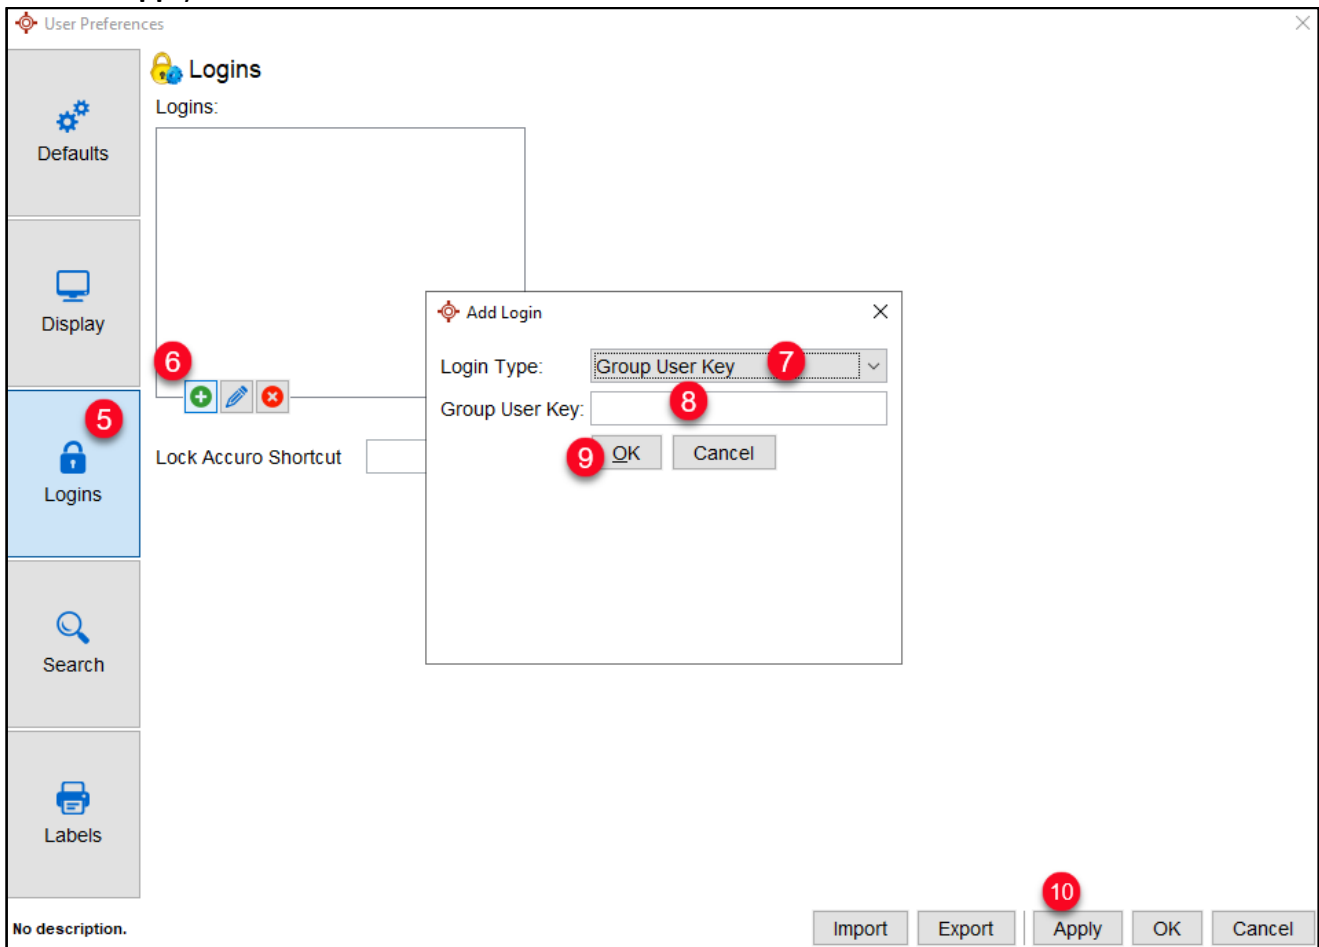 User Preferences
Logins
Logins:
Defaults
Display
Add Login
Login Type: Group User Key 7
6
Group User Key: 8
5
9 OK Cancel
Lock Accuro Shortcut
Logins
Search
Labels
10
No description.
Import Export Apply OK Cancel